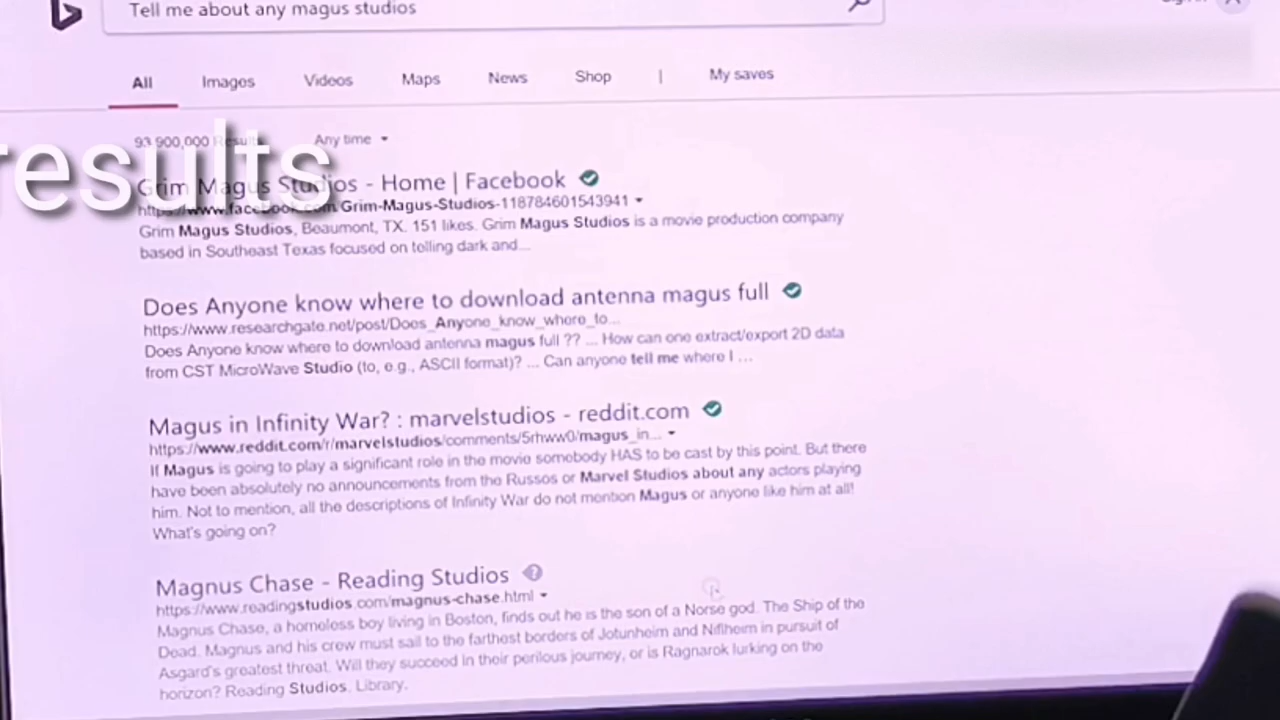 Tell me about any magus studios
All Images Videos Maps News Shop | My saves
93,900,000 Results Any time
results
Grim Magus Studios - Home | Facebook
https://www.facebook.com/Grim-Magus-Studios-118784601543941
Grim Magus Studios, Beaumont, TX. 151 likes. Grim Magus Studios is a movie production company
based in Southeast Texas focused on telling dark and...
Does Anyone know where to download antenna magus full
https://www.researchgate.net/post/Does_Anyone_know_where_to...
Does Anyone know where to download antenna magus full ?? ... How can one extract/export 2D data
from CST MicroWave Studio (to, e.g., ASCII format)? ... Can anyone tell me where I ...
Magus in Infinity War? : marvelstudios - reddit.com
https://www.reddit.com/r/marvelstudios/comments/5rhww0/magus_in...
If Magus is going to play a significant role in the movie somebody HAS to be cast by this point. But there
have been absolutely no announcements from the Russos or Marvel Studios about any actors playing
him. Not to mention, all the descriptions of Infinity War do not mention Magus or anyone like him at all!
What's going on?
Magnus Chase - Reading Studios
https://www.readingstudios.com/magnus-chase.html
Magnus Chase, a homeless boy living in Boston, finds out he is the son of a Norse god. The Ship of the
Dead. Magnus and his crew must sail to the farthest borders of Jotunheim and Niflheim in pursuit of
Asgard's greatest threat. Will they succeed in their perilous journey, or is Ragnarok lurking on the
horizon? Reading Studios. Library.